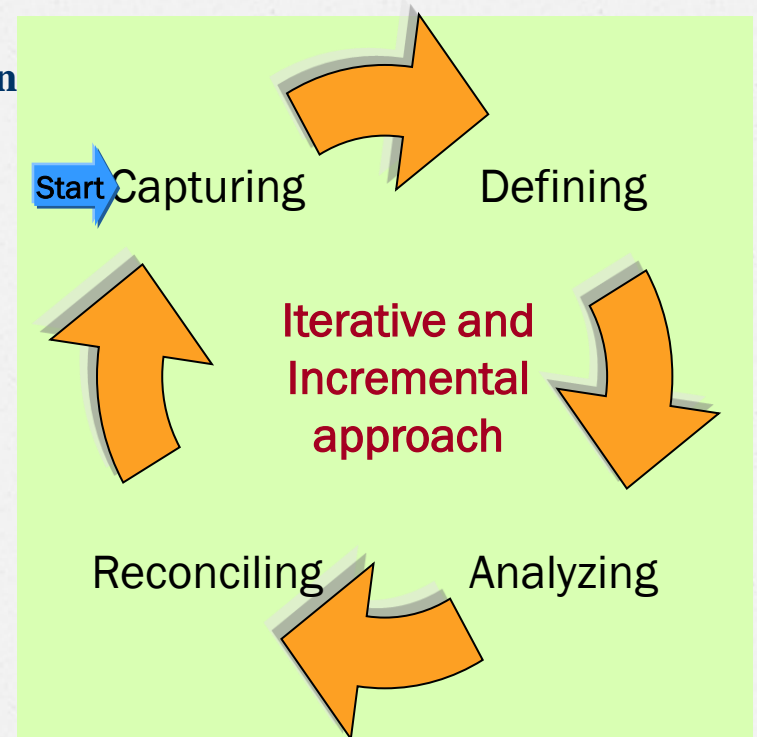 n
Start Capturing
Defining
Iterative and
Incremental
approach
Reconciling
Analyzing